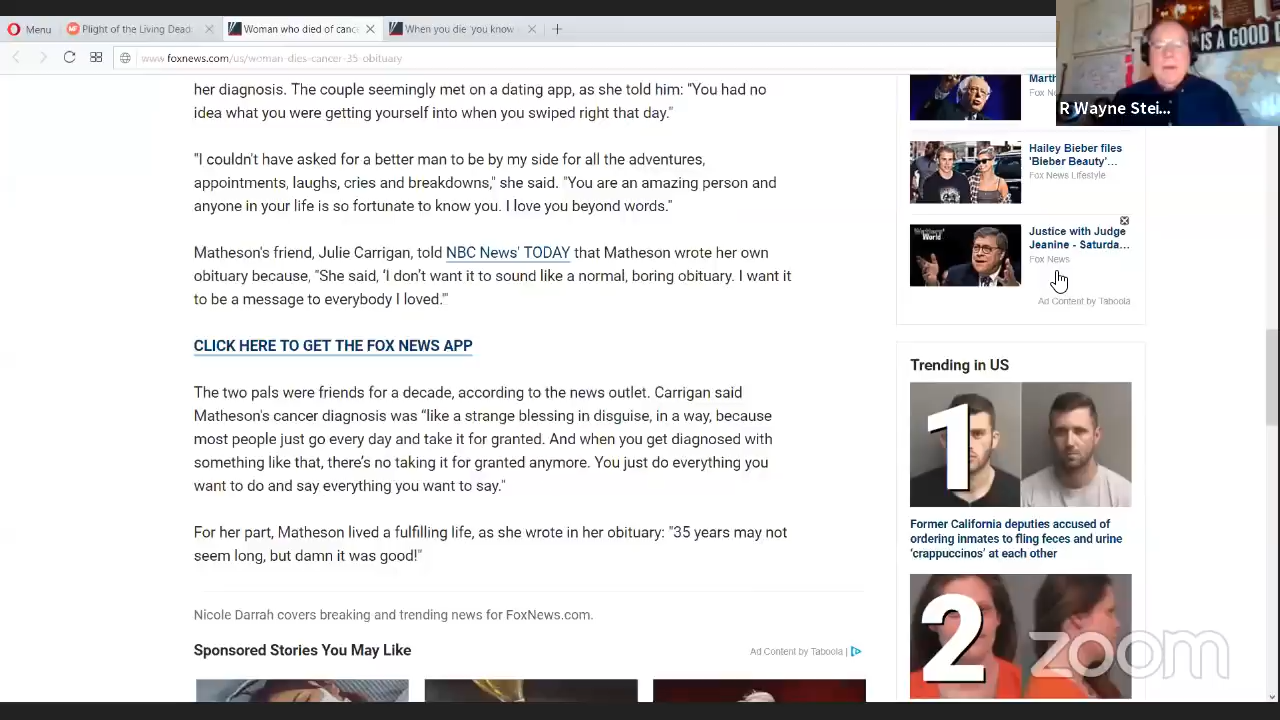 Menu
Plight of the Living Dead
Woman who died of canc
When you die 'you know
www.foxnews.com/us/woman-dies-cancer-35-obituary
IS A GOOD D
R Wayne Stei...
her diagnosis. The couple seemingly met on a dating app, as she told him: "You had no
idea what you were getting yourself into when you swiped right that day."
"I couldn't have asked for a better man to be by my side for all the adventures,
appointments, laughs, cries and breakdowns," she said. "You are an amazing person and
anyone in your life is so fortunate to know you. I love you beyond words."
Matheson's friend, Julie Carrigan, told NBC News' TODAY that Matheson wrote her own
obituary because, "She said, 'I don't want it to sound like a normal, boring obituary. I want it
to be a message to everybody I loved.'"
CLICK HERE TO GET THE FOX NEWS APP
The two pals were friends for a decade, according to the news outlet. Carrigan said
Matheson's cancer diagnosis was "like a strange blessing in disguise, in a way, because
most people just go every day and take it for granted. And when you get diagnosed with
something like that, there's no taking it for granted anymore. You just do everything you
want to do and say everything you want to say."
For her part, Matheson lived a fulfilling life, as she wrote in her obituary: "35 years may not
seem long, but damn it was good!"
Nicole Darrah covers breaking and trending news for FoxNews.com.
Sponsored Stories You May Like
Ad Content by Taboola |
Marth
Fox Ne
Hailey Bieber files
'Bieber Beauty'...
Fox News Lifestyle
Justice with Judge
Jeanine - Saturda...
Fox News
Ad Content by Taboola
Trending in US
1
Former California deputies accused of
ordering inmates to fling feces and urine
'crappuccinos' at each other
2
zoom